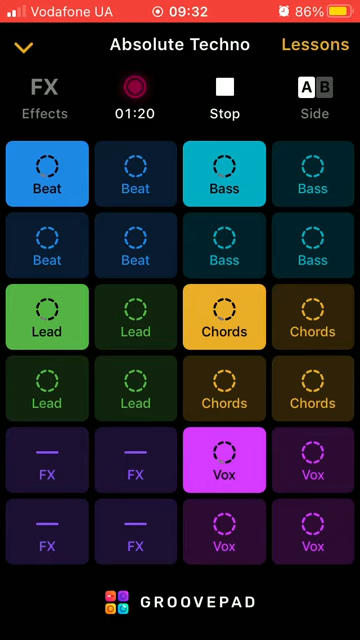 Vodafone UA 09:32 86%
Absolute Techno Lessons
FX A B
Effects 01:20 Stop Side
Beat Beat Bass Bass
Beat Beat Bass Bass
Lead Lead Chords Chords
Lead Lead Chords Chords
FX FX Vox Vox
FX FX Vox Vox
GROOVEPAD